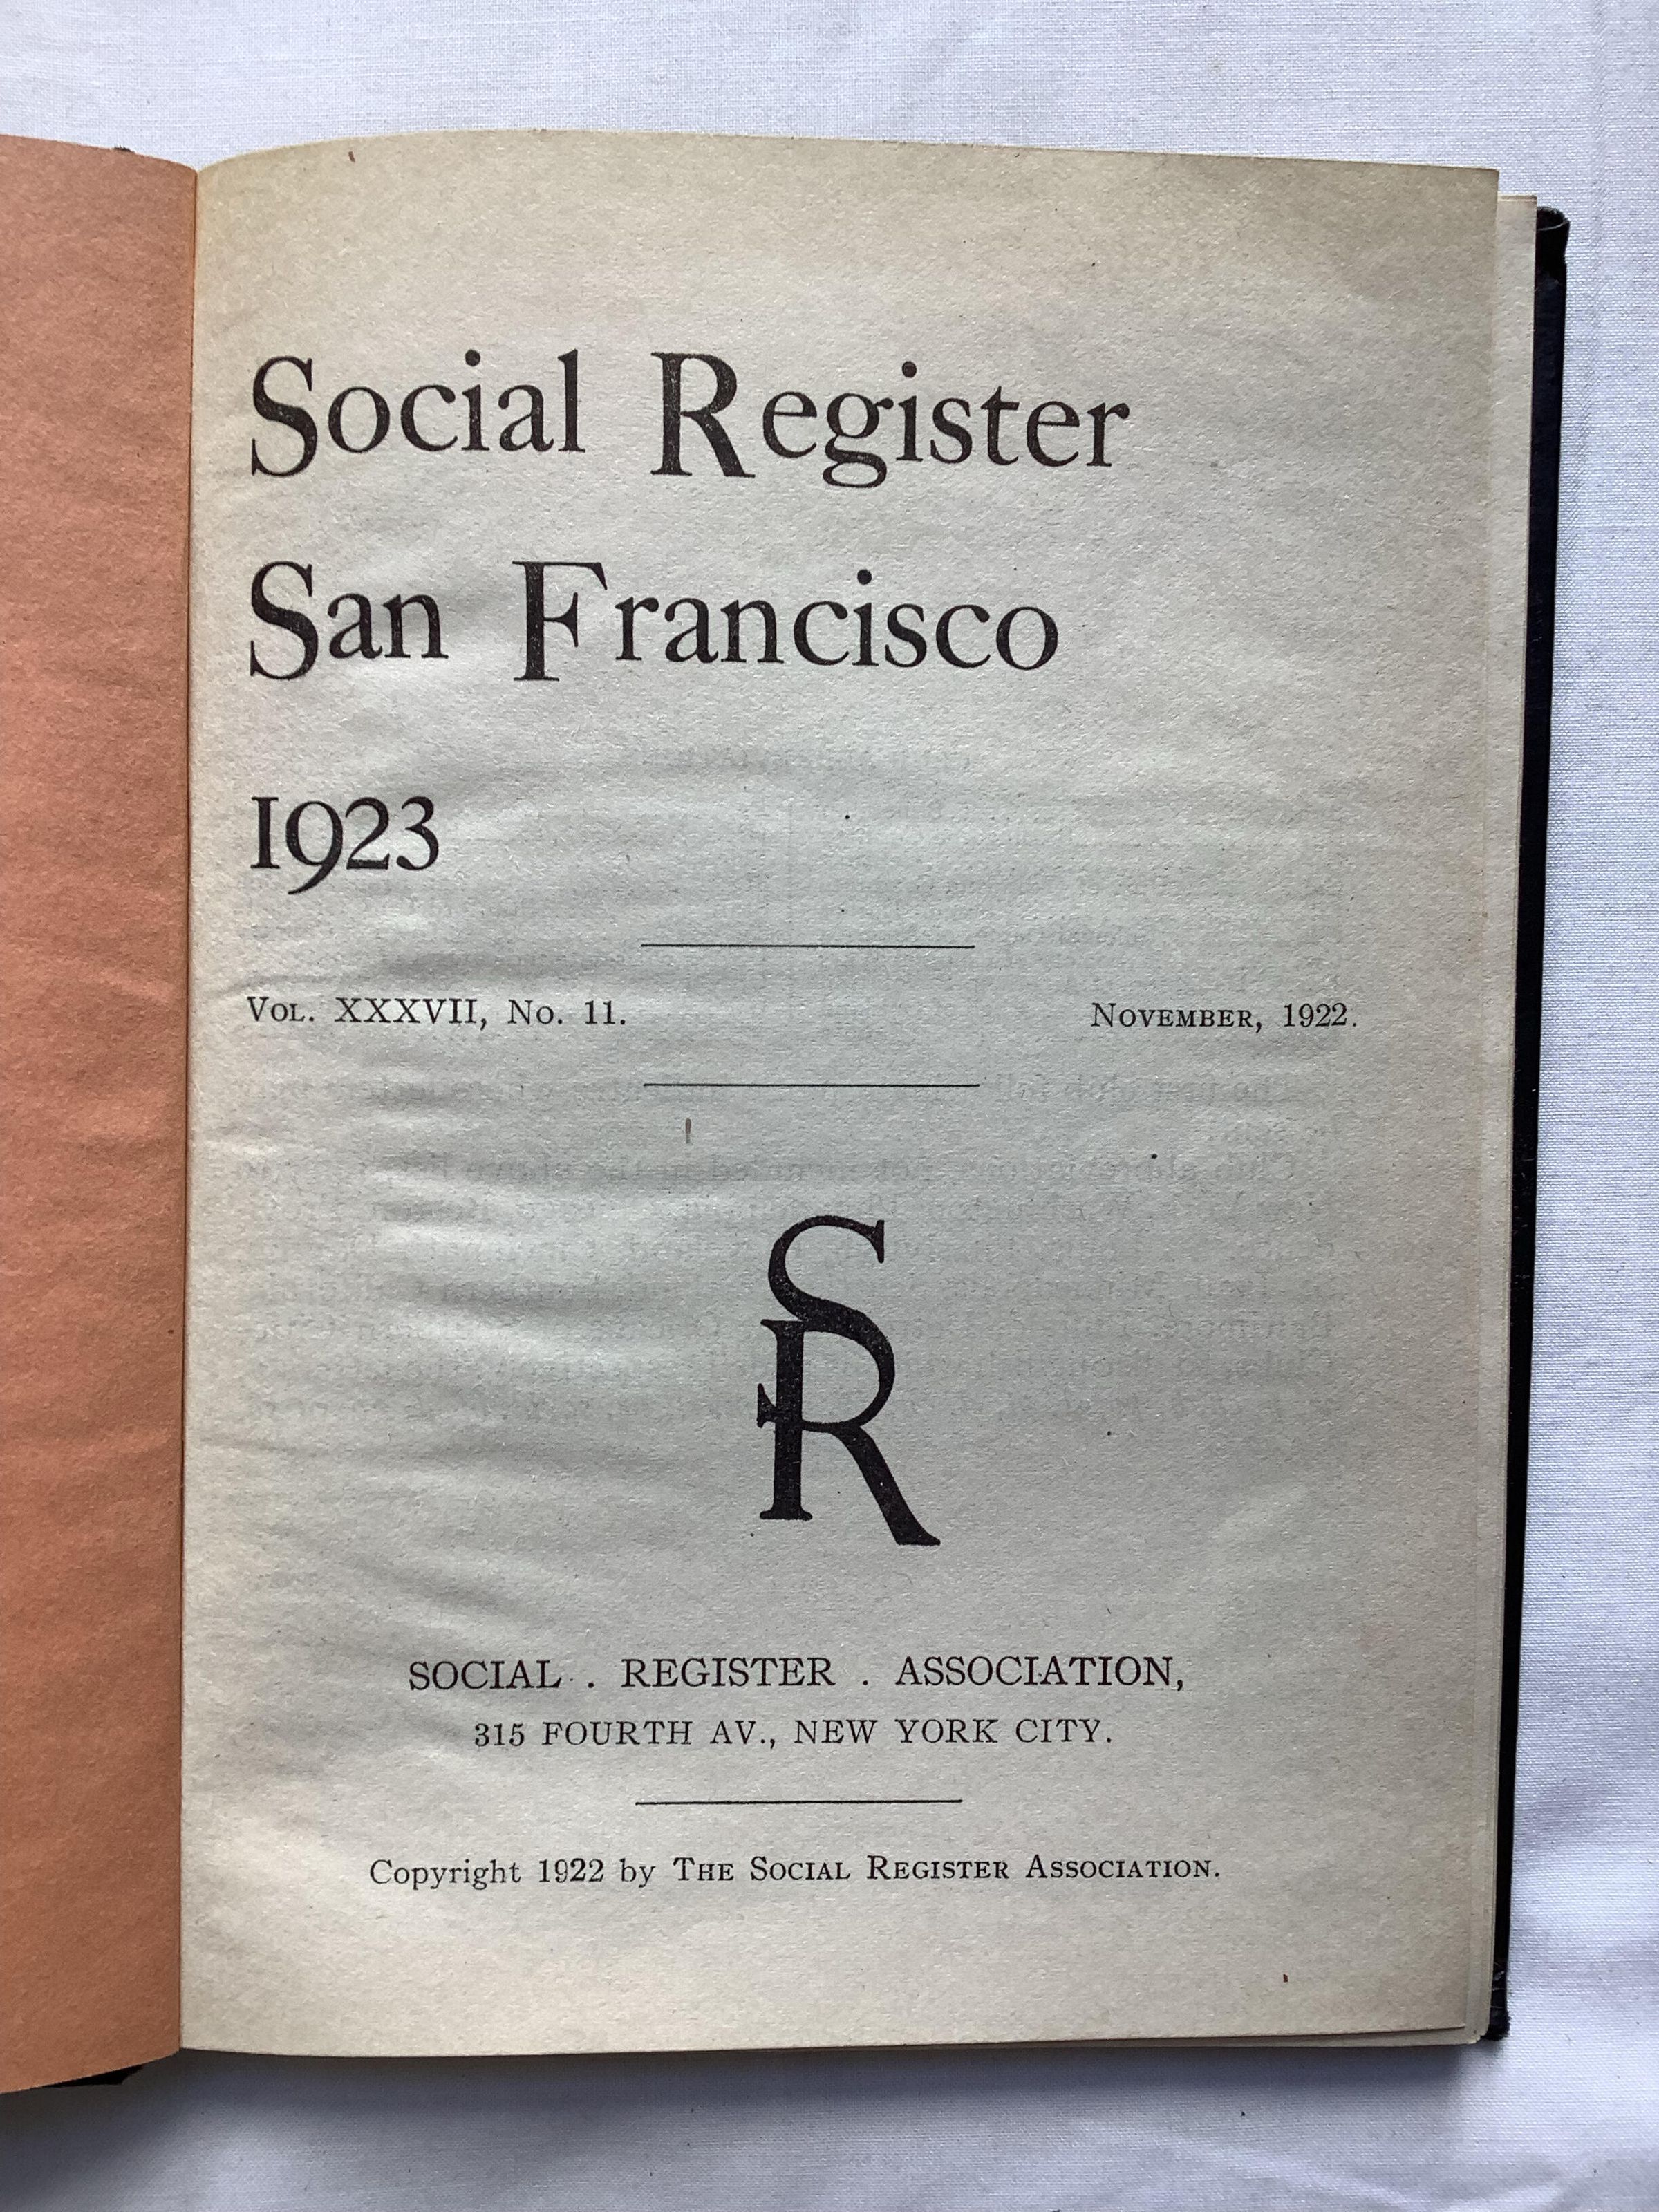 Social Register
San Francisco
1923
Vol. XXXVII, No. 11. November, 1922.
SR
SOCIAL . REGISTER . ASSOCIATION,
315 FOURTH AV., NEW YORK CITY.
Copyright 1922 by The Social Register Association.